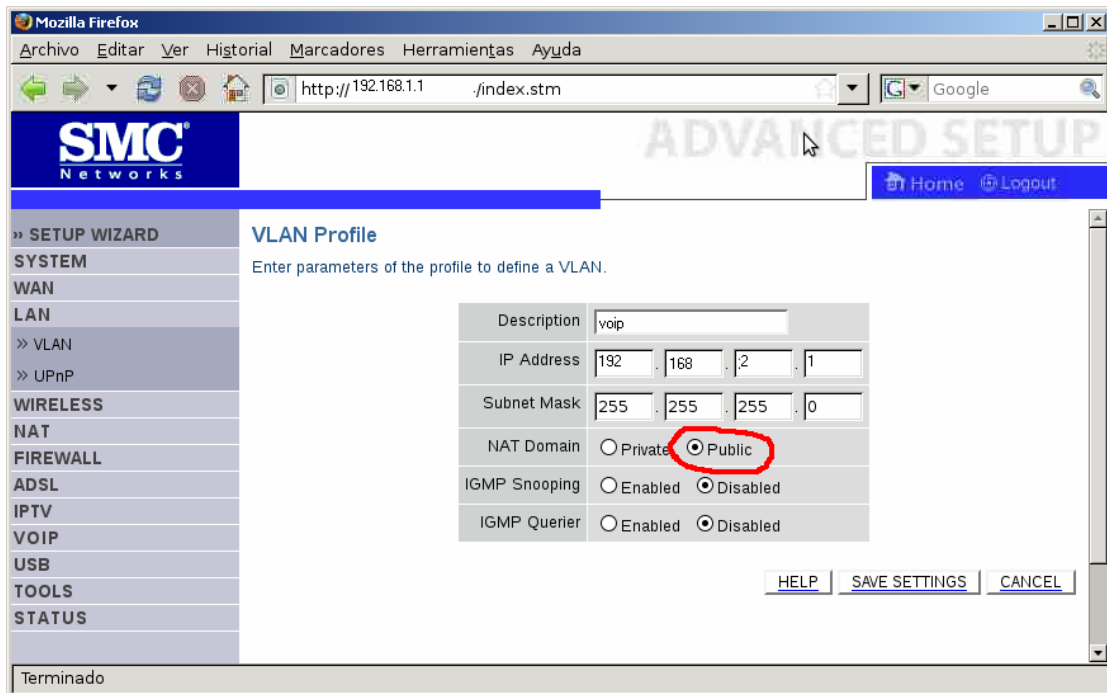 Mozilla Firefox
Archivo Editar Ver Historial Marcadores Herramientas Ayuda
http://192.168.1.1 ./index.stm
G Google
SMC®
Networks
ADVANCED SETUP
Home Logout
» SETUP WIZARD
SYSTEM
WAN
LAN
» VLAN
» UPnP
WIRELESS
NAT
FIREWALL
ADSL
IPTV
VOIP
USB
TOOLS
STATUS
VLAN Profile
Enter parameters of the profile to define a VLAN.
Description voip
IP Address 192 . 168 . :2 . 1
Subnet Mask 255 . 255 . 255 . 0
NAT Domain Private Public
IGMP Snooping Enabled Disabled
IGMP Querier Enabled Disabled
HELP SAVE SETTINGS CANCEL
Terminado